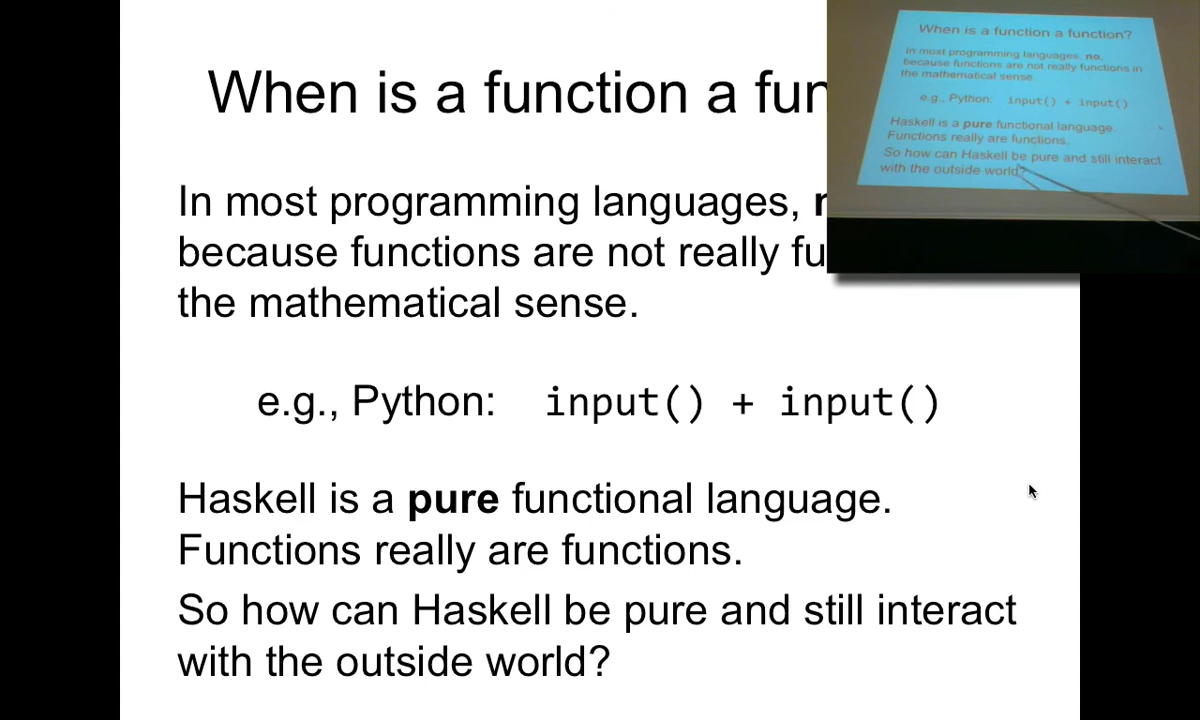 When is a function a fun
In most programming languages, n
because functions are not really fu
the mathematical sense.
e.g., Python: input() + input()
Haskell is a pure functional language.
Functions really are functions.
So how can Haskell be pure and still interact
with the outside world?
When is a function a function?
In most programming languages, no,
because functions are not really functions in
the mathematical sense.
e.g., Python: input() + input()
Haskell is a pure functional language.
Functions really are functions.
So how can Haskell be pure and still interact
with the outside world?